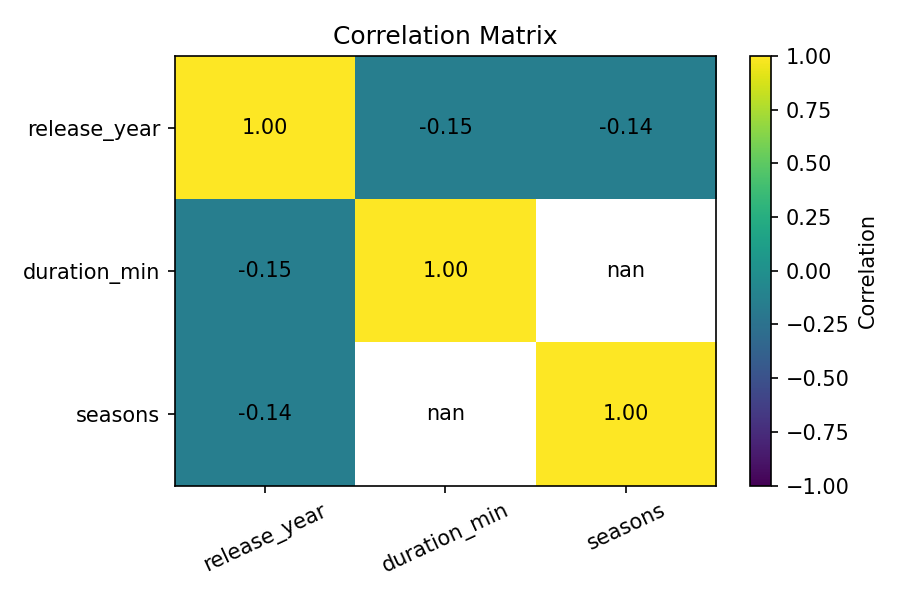 Correlation Matrix
release_year 1.00 -0.15 -0.14
duration_min -0.15 1.00 nan
seasons -0.14 nan 1.00
release_year duration_min seasons
1.00
0.75
0.50
0.25
0.00
−0.25
−0.50
−0.75
−1.00
Correlation